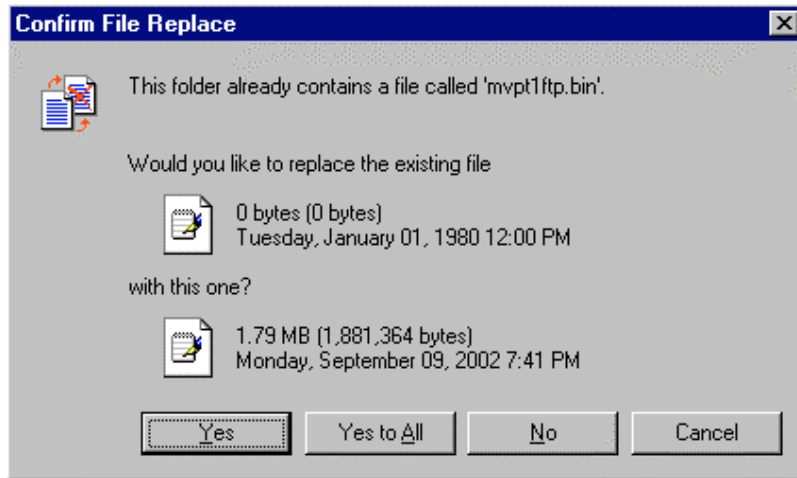 Confirm File Replace
This folder already contains a file called 'mvpt1ftp.bin'.
Would you like to replace the existing file
0 bytes (0 bytes)
Tuesday, January 01, 1980 12:00 PM
with this one?
1.79 MB (1,881,364 bytes)
Monday, September 09, 2002 7:41 PM
Yes
Yes to All
No
Cancel